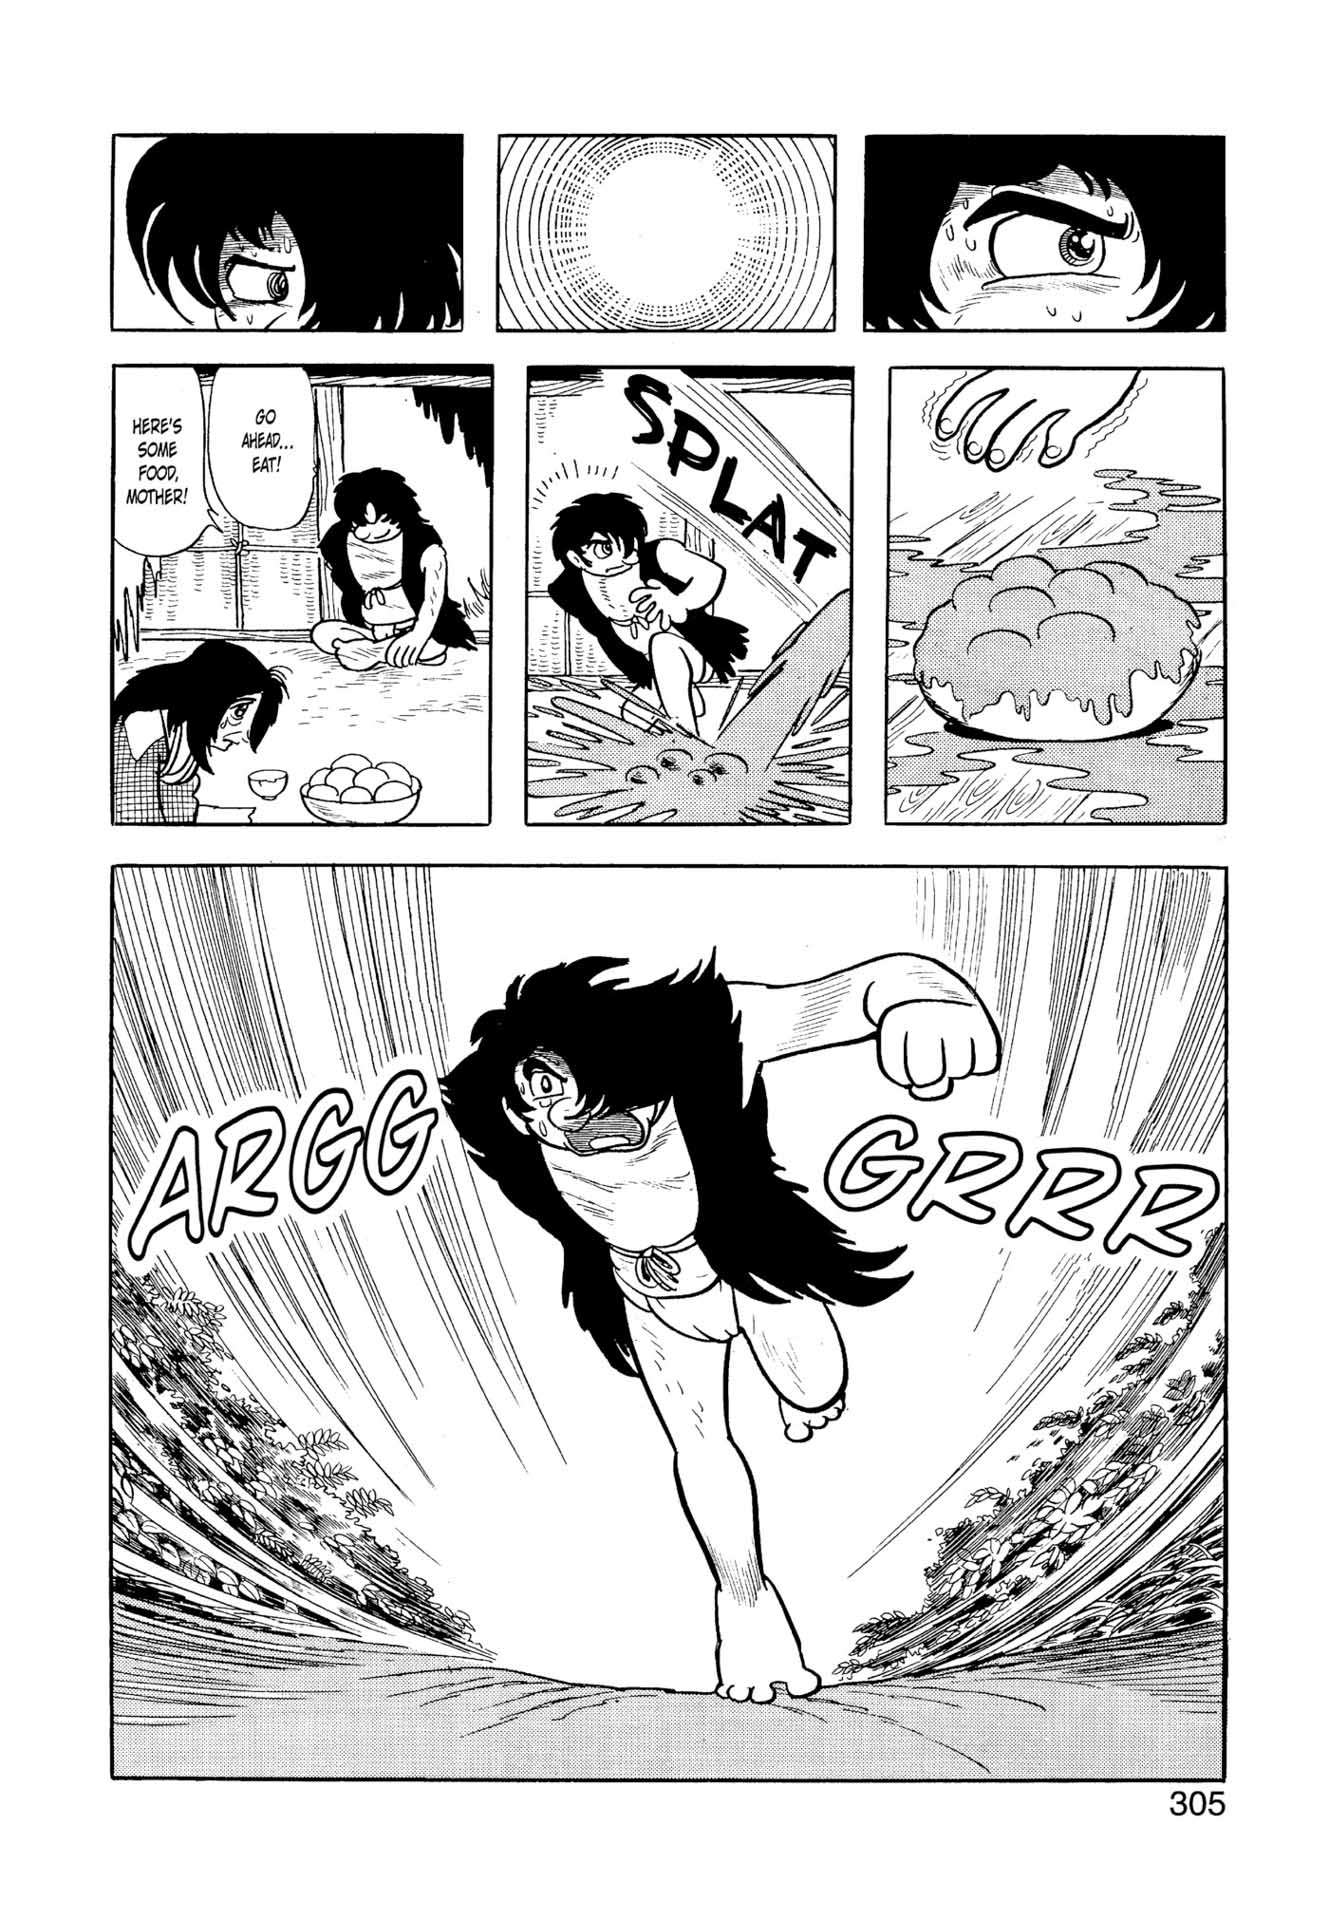 HERE'S
SOME
FOOD,
MOTHER!
GO
AHEAD...
EAT!
SPLAT
ARGG
GRRR
305